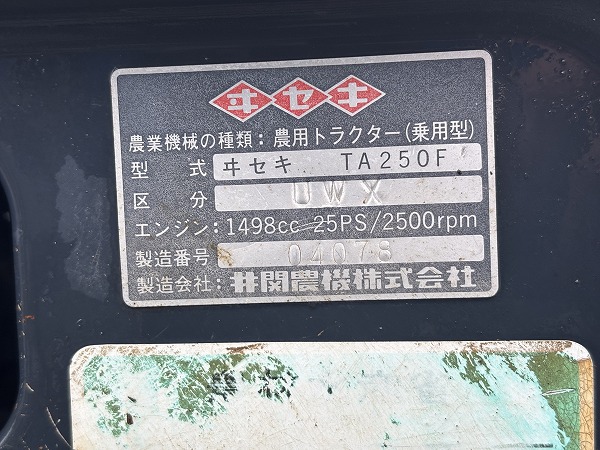 ヰセキ
農業機械の種類：農用トラクター(乗用型)
型式 ヰセキ TA250F
区分 UWX
エンジン：1498cc 25PS/2500rpm
製造番号 04078
製造会社：井関農機株式会社